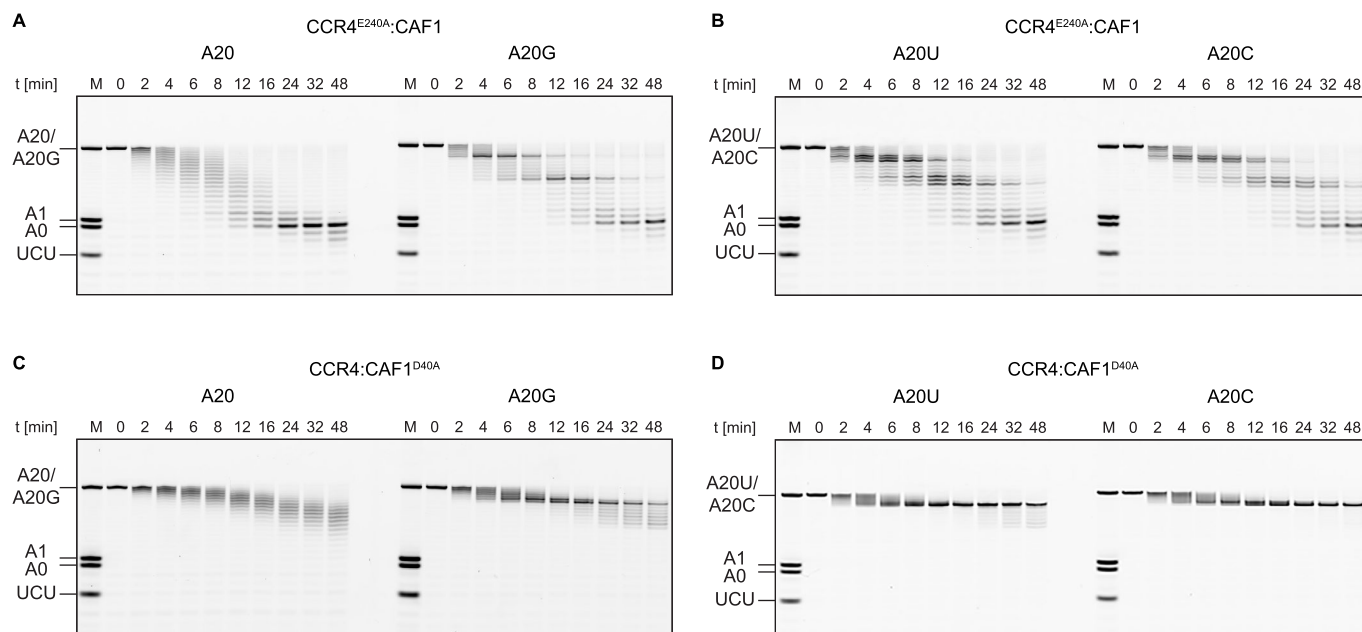 A
CCR4E240A:CAF1
A20 A20G
t [min] M 0 2 4 6 8 12 16 24 32 48 M 0 2 4 6 8 12 16 24 32 48
A20/
A20G
A1
A0
UCU
B
CCR4E240A:CAF1
A20U A20C
t [min] M 0 2 4 6 8 12 16 24 32 48 M 0 2 4 6 8 12 16 24 32 48
A20U/
A20C
A1
A0
UCU
C
CCR4:CAF1D40A
A20 A20G
t [min] M 0 2 4 6 8 12 16 24 32 48 M 0 2 4 6 8 12 16 24 32 48
A20/
A20G
A1
A0
UCU
D
CCR4:CAF1D40A
A20U A20C
t [min] M 0 2 4 6 8 12 16 24 32 48 M 0 2 4 6 8 12 16 24 32 48
A20U/
A20C
A1
A0
UCU